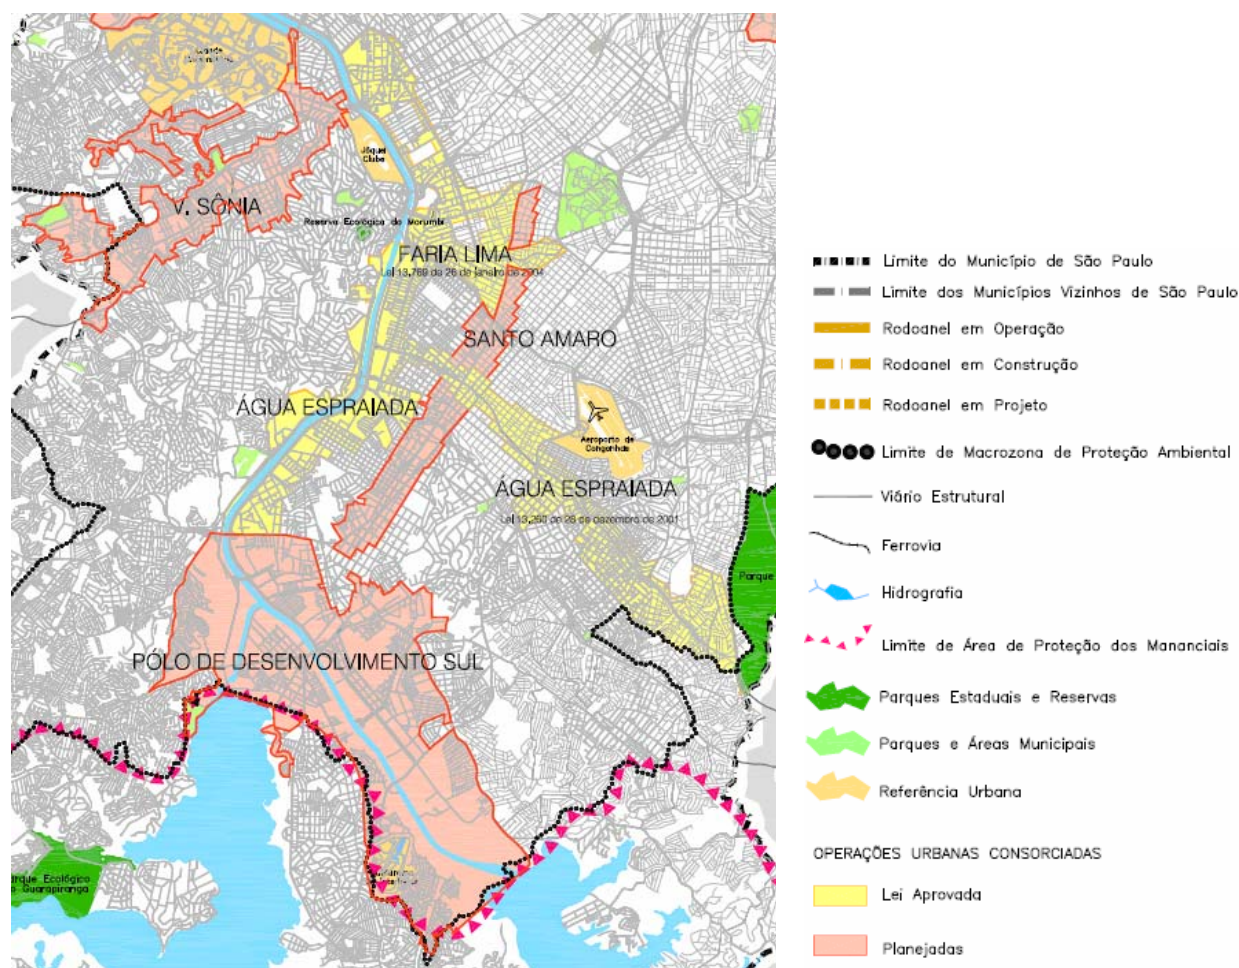 Jóquei
Clube
V. SÔNIA
Reserva Ecológica do Morumbi
FARIA LIMA
Lei 13,769 de 26 de janeiro de 2004
SANTO AMARO
ÁGUA ESPRAIADA
Aeroporto de
Congonhas
ÁGUA ESPRAIADA
Lei 13,260 de 28 de dezembro de 2001
Parque
PÓLO DE DESENVOLVIMENTO SUL
arque Ecológico
Guarapiranga
Limite do Município de São Paulo
Limite dos Municípios Vizinhos de São Paulo
Rodoanel em Operação
Rodoanel em Construção
Rodoanel em Projeto
Limite de Macrozona de Proteção Ambiental
Viário Estrutural
Ferrovia
Hidrografia
Limite de Área de Proteção dos Mananciais
Parques Estaduais e Reservas
Parques e Áreas Municipais
Referência Urbana
OPERAÇÕES URBANAS CONSORCIADAS
Lei Aprovada
Planejadas